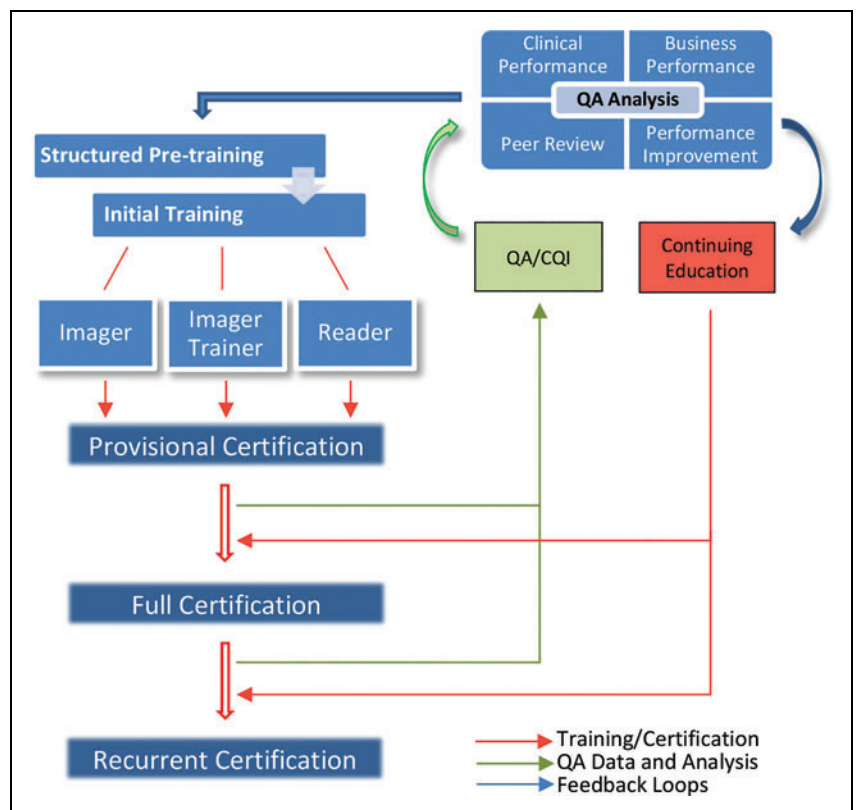 Clinical
Performance
Business
Performance
QA Analysis
Peer Review
Performance
Improvement
Structured Pre-training
Initial Training
QA/CQI
Continuing
Education
Imager
Imager
Trainer
Reader
Provisional Certification
Full Certification
Recurrent Certification
Training/Certification
QA Data and Analysis
Feedback Loops